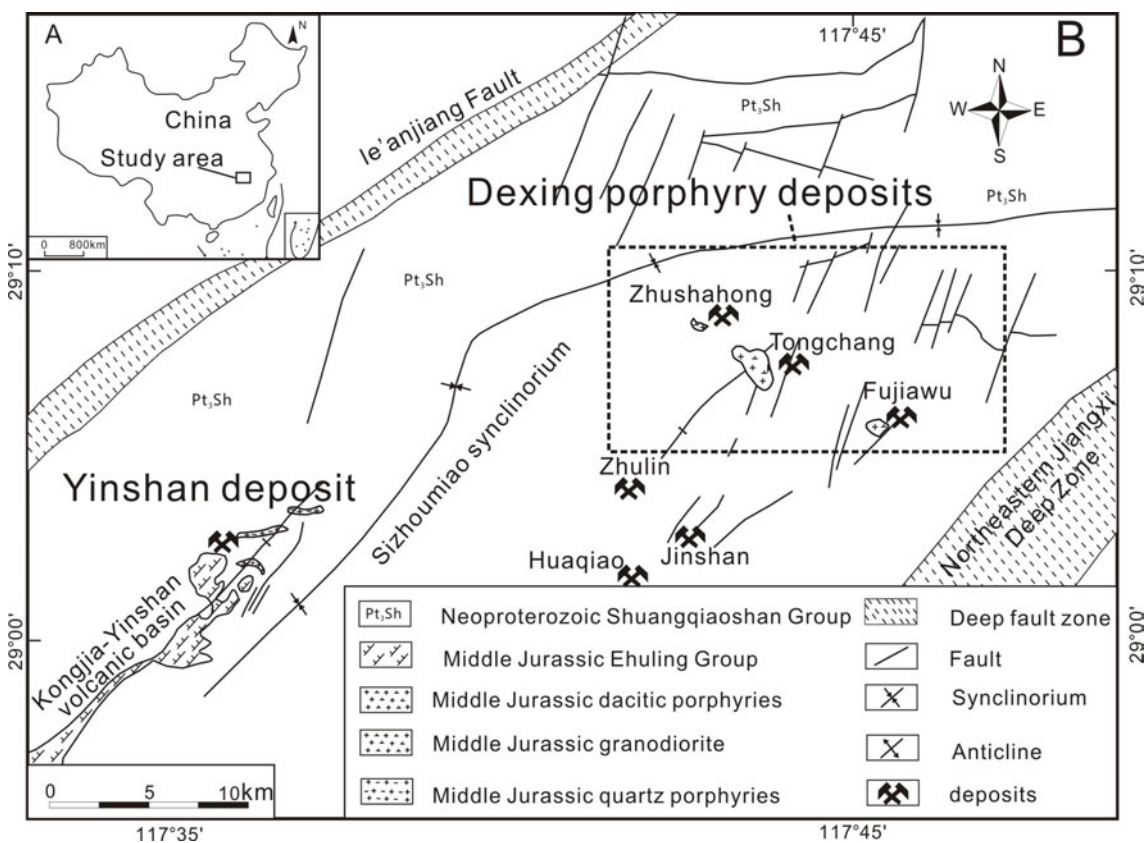 A
N
China
Study area
0 800km
B
117°45'
N
W E
S
le'anjiang Fault
Pt₃Sh
Pt₃Sh
Pt₃Sh
Pt₃Sh
Dexing porphyry deposits
29°10'
29°10'
Zhushahong
Tongchang
Fujiawu
Zhulin
Jinshan
Huaqiao
Sizhoumiao synclinorium
Northeastern Jiangxi
Deep Zone
Yinshan deposit
Kongjia-Yinshan
volcanic basin
29°00'
29°00'
Pt₃Sh Neoproterozoic Shuangqiaoshan Group
Middle Jurassic Ehuling Group
Middle Jurassic dacitic porphyries
Middle Jurassic granodiorite
Middle Jurassic quartz porphyries
Deep fault zone
Fault
Synclinorium
Anticline
deposits
0 5 10km
117°35'
117°45'